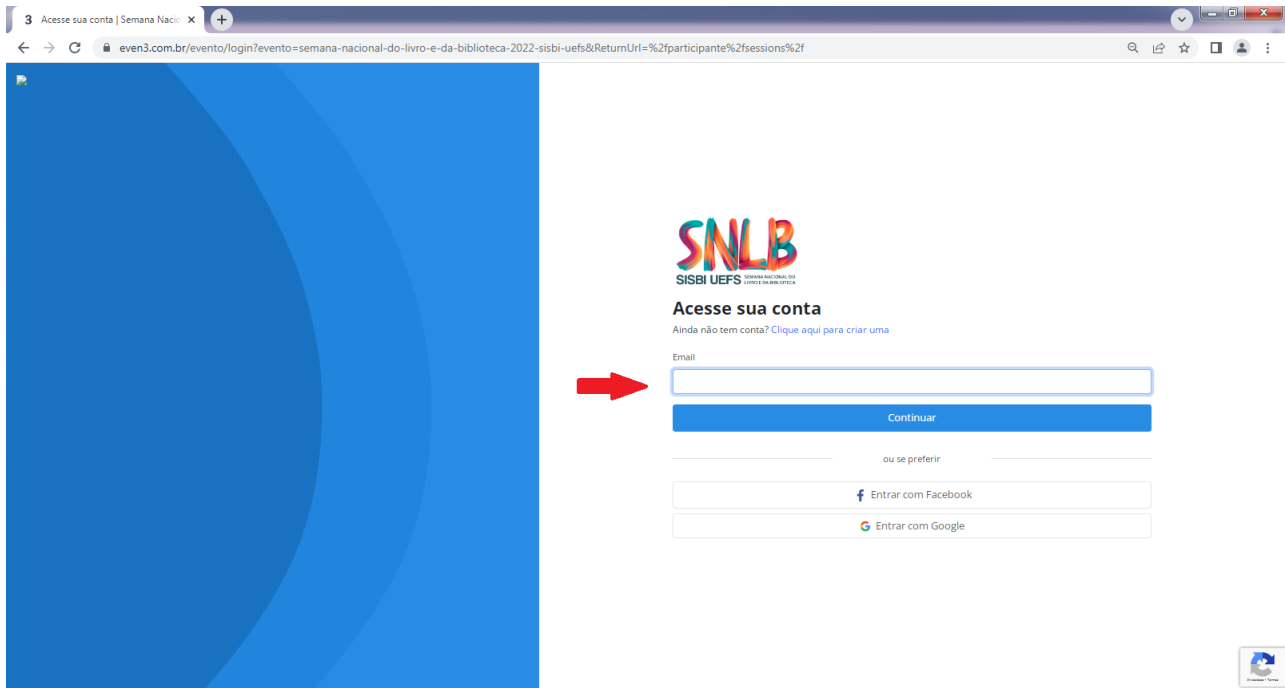 3 Acesse sua conta | Semana Nacio
even3.com.br/evento/login?evento=semana-nacional-do-livro-e-da-biblioteca-2022-sisbi-uefs&ReturnUrl=%2fparticipante%2fsessions%2f
SNLB
SISBI UEFS SEMANA NACIONAL DO
LIVRO E DA BIBLIOTECA
Acesse sua conta
Ainda não tem conta? Clique aqui para criar uma
Email
Continuar
ou se preferir
Entrar com Facebook
Entrar com Google